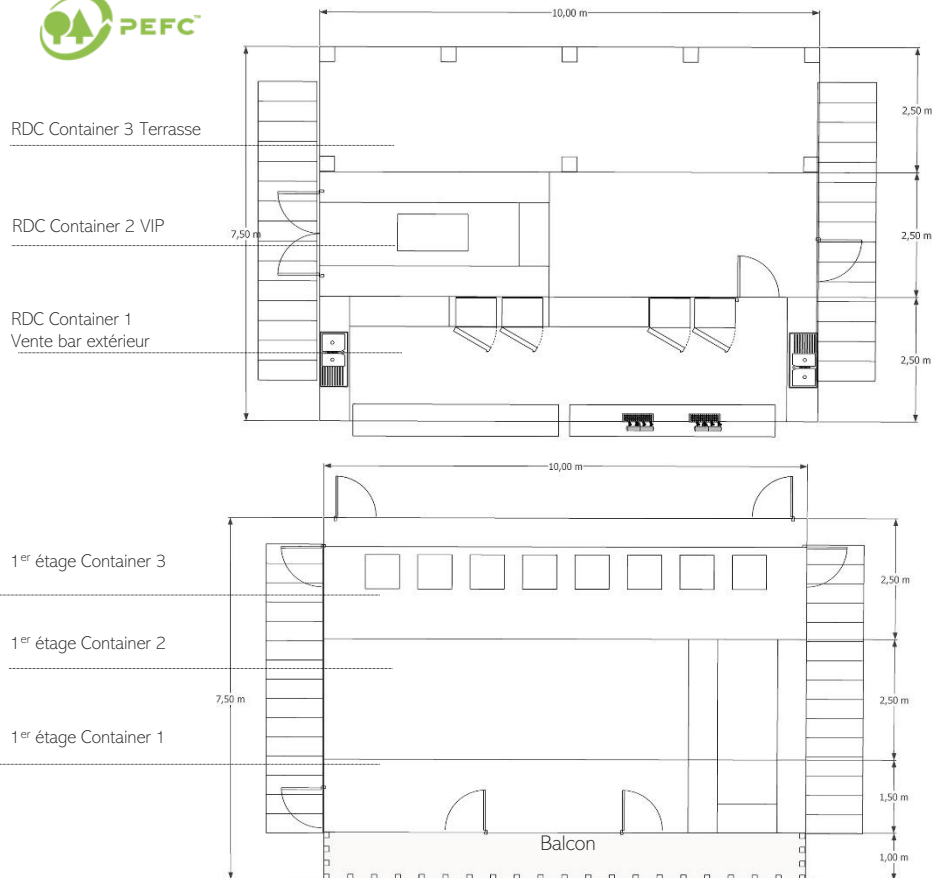 PEFC™
10,00 m
RDC Container 3 Terrasse
2,50 m
RDC Container 2 VIP
7,50 m
2,50 m
RDC Container 1
Vente bar extérieur
2,50 m
10,00 m
1er étage Container 3
2,50 m
1er étage Container 2
7,50 m
2,50 m
1er étage Container 1
1,50 m
Balcon
1,00 m